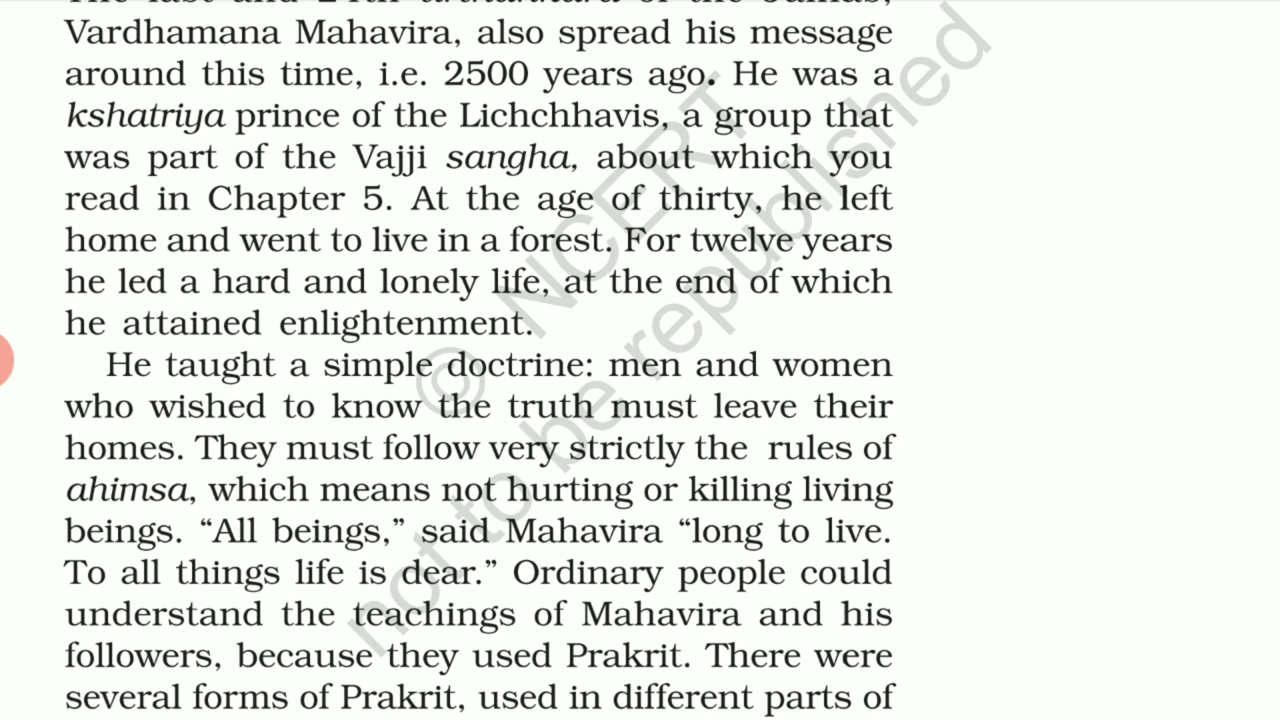 Vardhamana Mahavira, also spread his message
around this time, i.e. 2500 years ago. He was a
kshatriya prince of the Lichchhavis, a group that
was part of the Vajji sangha, about which you
read in Chapter 5. At the age of thirty, he left
home and went to live in a forest. For twelve years
he led a hard and lonely life, at the end of which
he attained enlightenment.
He taught a simple doctrine: men and women
who wished to know the truth must leave their
homes. They must follow very strictly the rules of
ahimsa, which means not hurting or killing living
beings. “All beings,” said Mahavira “long to live.
To all things life is dear.” Ordinary people could
understand the teachings of Mahavira and his
followers, because they used Prakrit. There were
several forms of Prakrit, used in different parts of
© NCERT
not to be republished